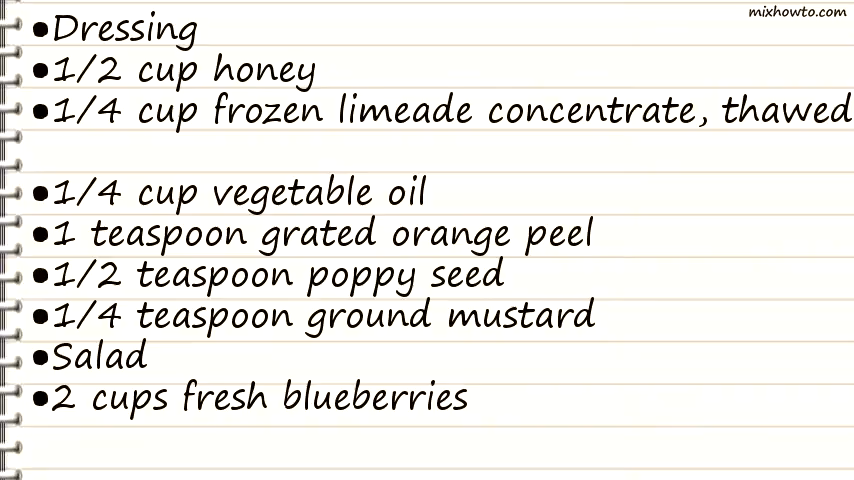 mixhowto.com
•Dressing
•1/2 cup honey
•1/4 cup frozen limeade concentrate, thawed
•1/4 cup vegetable oil
•1 teaspoon grated orange peel
•1/2 teaspoon poppy seed
•1/4 teaspoon ground mustard
•Salad
•2 cups fresh blueberries